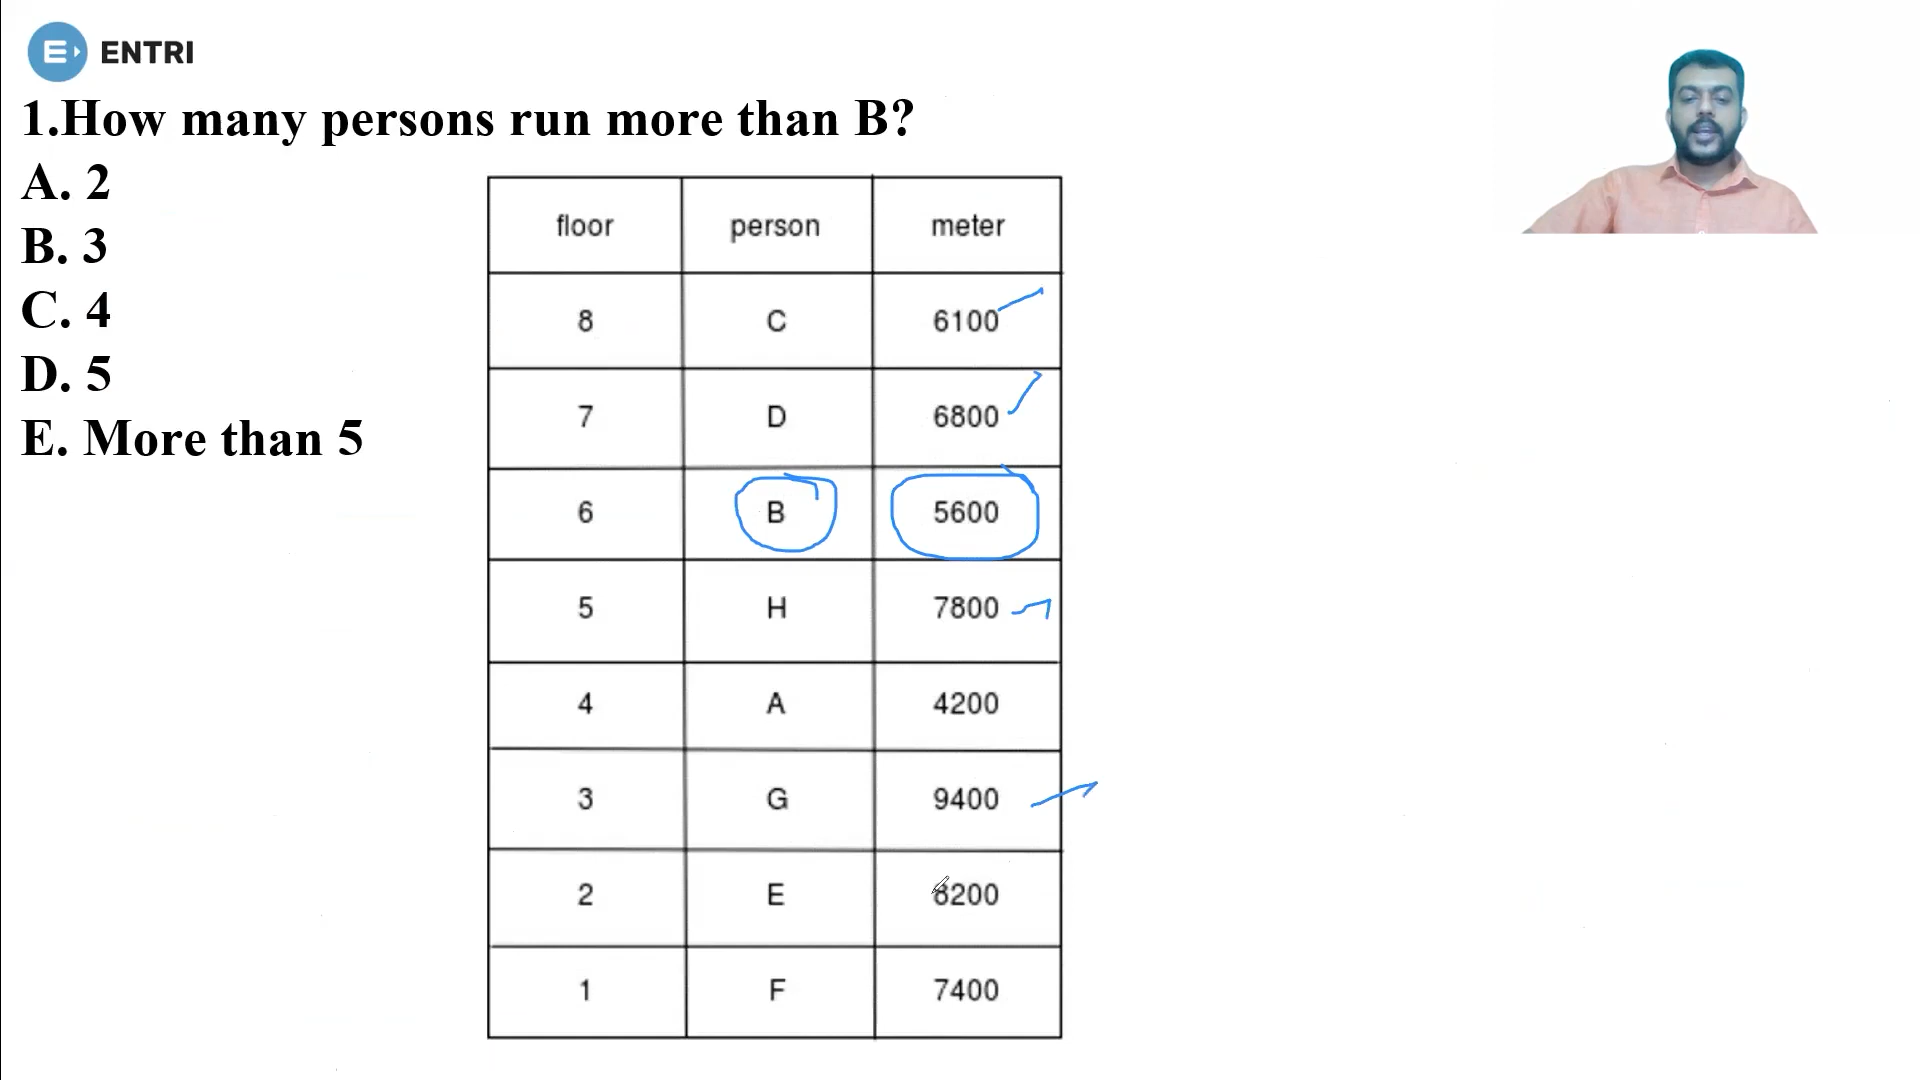 ENTRI
1.How many persons run more than B?
A. 2
B. 3
C. 4
D. 5
E. More than 5
floor person meter
8 C 6100
7 D 6800
6 B 5600
5 H 7800
4 A 4200
3 G 9400
2 E 8200
1 F 7400